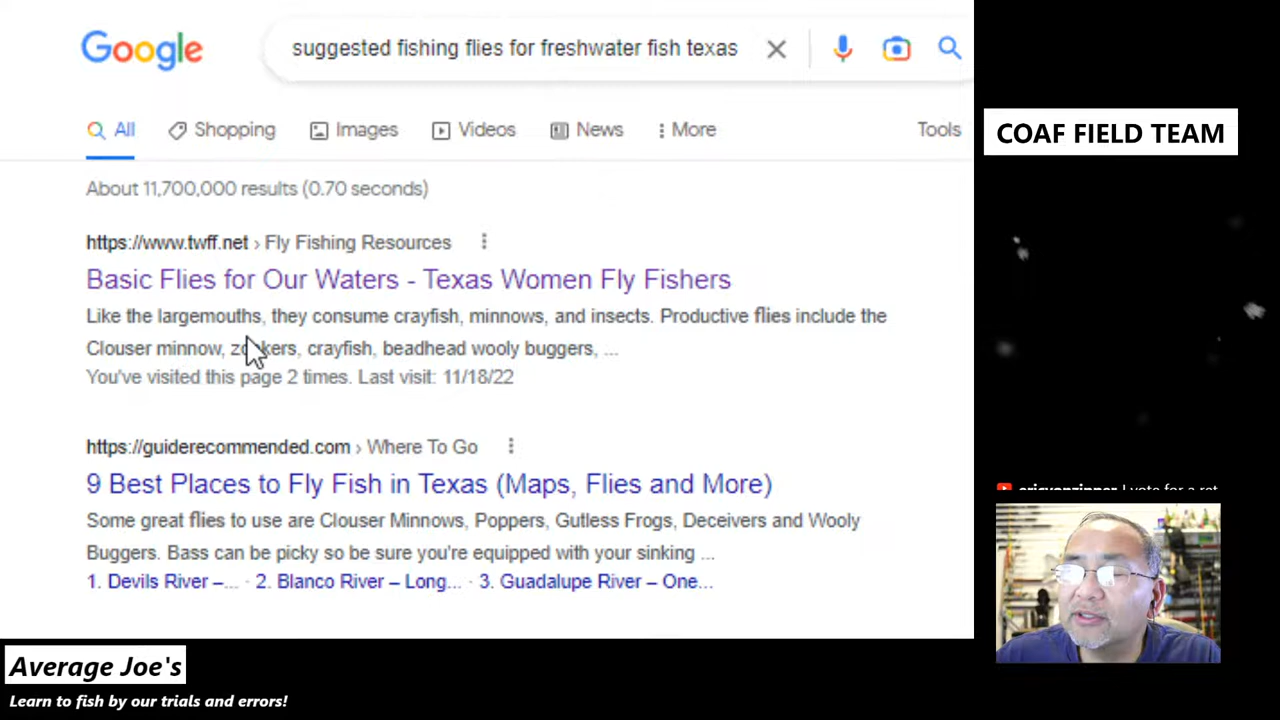 Google
suggested fishing flies for freshwater fish texas
All
Shopping
Images
Videos
News
More
Tools
About 11,700,000 results (0.70 seconds)
https://www.twff.net › Fly Fishing Resources
Basic Flies for Our Waters - Texas Women Fly Fishers
Like the largemouths, they consume crayfish, minnows, and insects. Productive flies include the
Clouser minnow, zonkers, crayfish, beadhead wooly buggers, ...
You've visited this page 2 times. Last visit: 11/18/22
https://guiderecommended.com › Where To Go
9 Best Places to Fly Fish in Texas (Maps, Flies and More)
Some great flies to use are Clouser Minnows, Poppers, Gutless Frogs, Deceivers and Wooly
Buggers. Bass can be picky so be sure you're equipped with your sinking ...
1. Devils River –... · 2. Blanco River – Long... · 3. Guadalupe River – One...
COAF FIELD TEAM
I vote for a
Average Joe's
Learn to fish by our trials and errors!